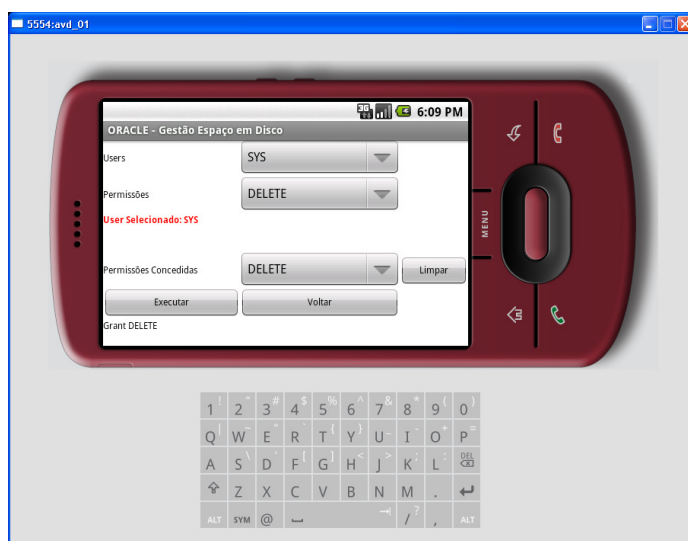 5554:avd_01
3G
6:09 PM
ORACLE - Gestão Espaço em Disco
Users
SYS
Permissões
DELETE
User Selecionado: SYS
MENU
Permissões Concedidas
DELETE
Limpar
Executar
Voltar
Grant DELETE
1 ! 2 " 3 # 4 $ 5 % 6 ^ 7 & 8 * 9 ( 0 )
Q | W ~ E " R ` T { Y } U _ I - O + P =
A S \ D ' F [ G ] H < J > K ; L : DEL
Z X C V B N M .
ALT SYM @ / ? , ALT